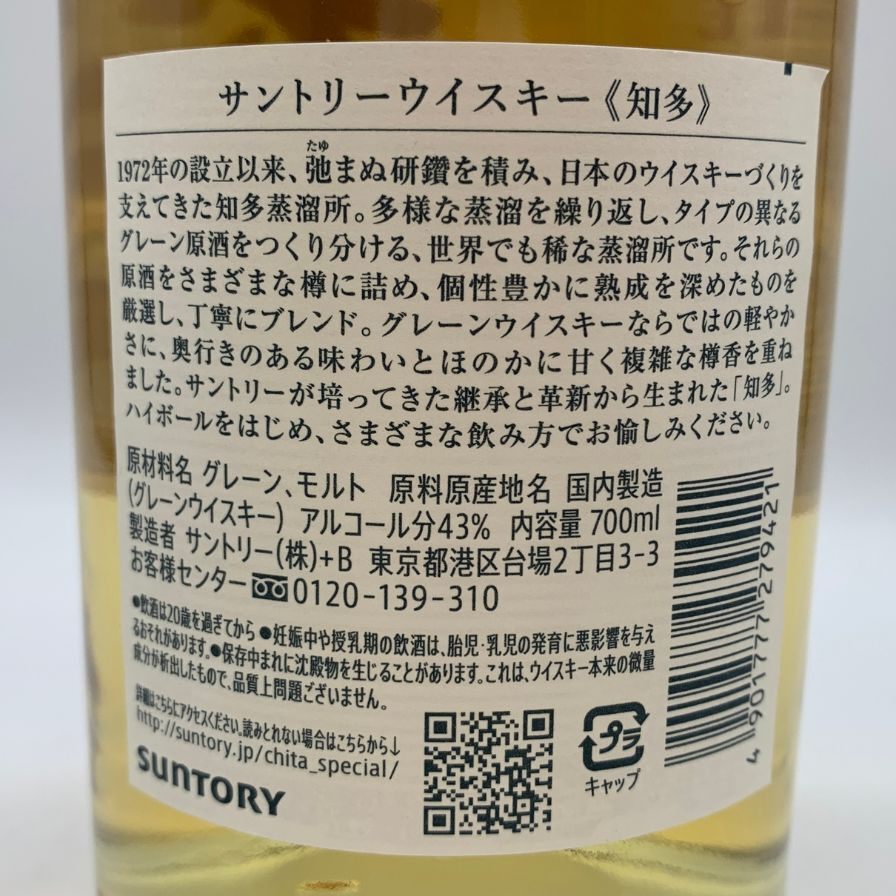 サントリーウイスキー《知多》
たゆ
1972年の設立以来、弛まぬ研鑽を積み、日本のウイスキーづくりを
支えてきた知多蒸溜所。多様な蒸溜を繰り返し、タイプの異なる
グレーン原酒をつくり分ける、世界でも稀な蒸溜所です。それらの
原酒をさまざまな樽に詰め、個性豊かに熟成を深めたものを
厳選し、丁寧にブレンド。グレーンウイスキーならではの軽やか
さに、奥行きのある味わいとほのかに甘く複雑な樽香を重ね
ました。サントリーが培ってきた継承と革新から生まれた「知多」。
ハイボールをはじめ、さまざまな飲み方でお愉しみください。
原材料名 グレーン、モルト 原料原産地名 国内製造
(グレーンウイスキー) アルコール分43% 内容量 700ml
製造者 サントリー(株)+B 東京都港区台場2丁目3-3
お客様センター 0120-139-310
●飲酒は20歳を過ぎてから ●妊娠中や授乳期の飲酒は、胎児・乳児の発育に悪影響を与え
るおそれがあります。●保存中まれに沈殿物を生じることがあります。これは、ウイスキー本来の微量
成分が析出したもので、品質上問題ございません。
詳細はこちらにアクセスください。読みとれない場合はこちらから↓
http://suntory.jp/chita_special/
SUNTORY
プラ
キャップ
4901777279421